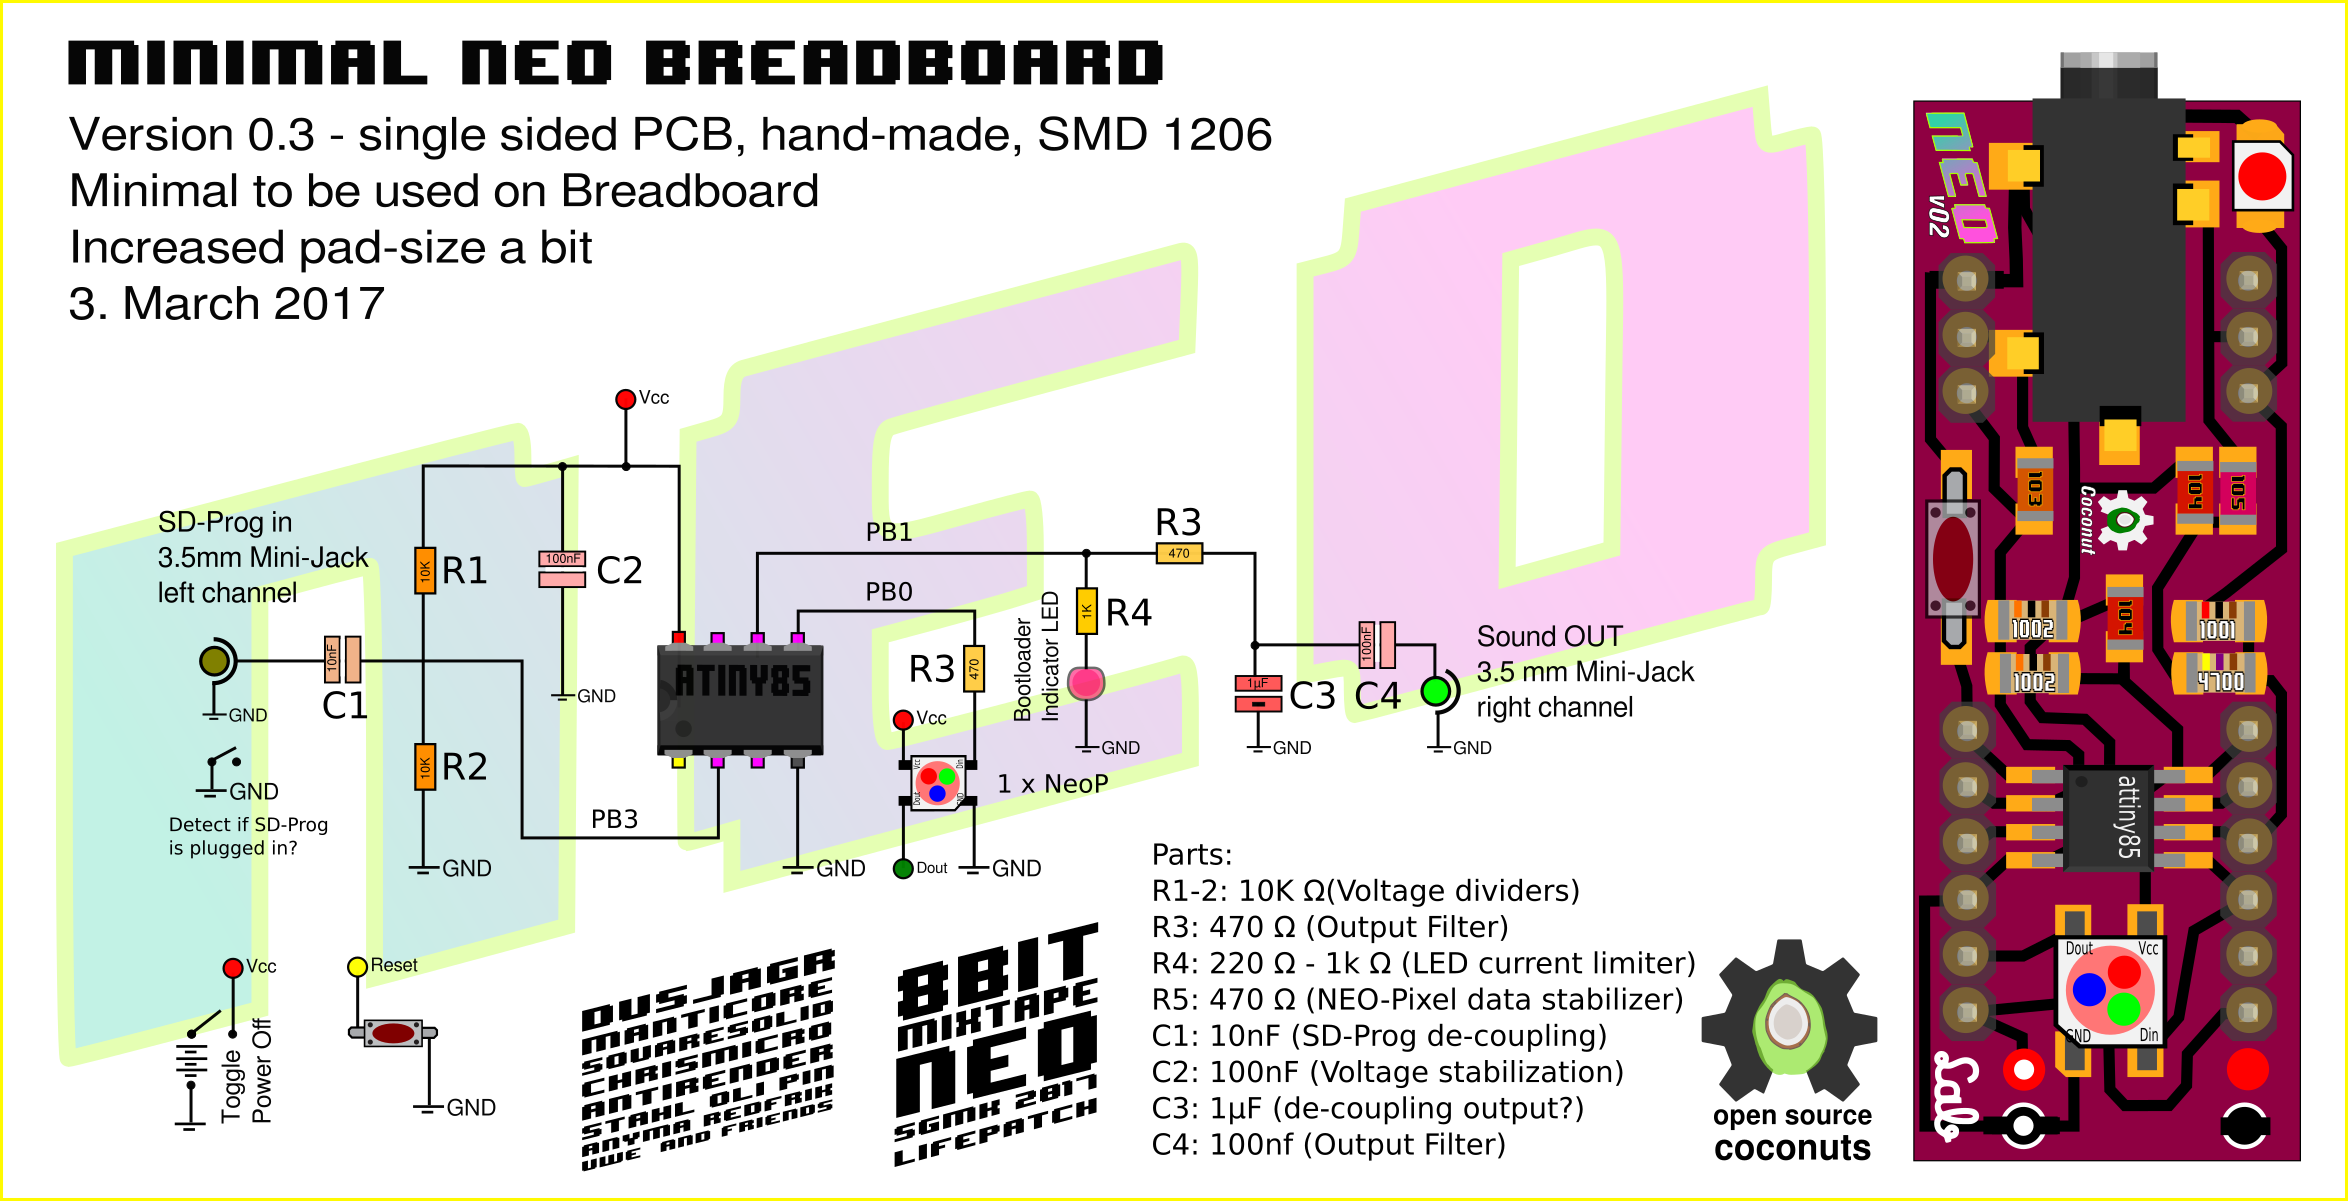 MINIMAL NEO BREADBOARD
Version 0.3 - single sided PCB, hand-made, SMD 1206
Minimal to be used on Breadboard
Increased pad-size a bit
3. March 2017
Vcc
SD-Prog in
3.5mm Mini-Jack
left channel
10K
R1
100nF
C2
10nF
C1
GND
GND
GND
Detect if SD-Prog
is plugged in?
10K
R2
GND
PB3
ATINY85
PB1
PB0
R3
470
R3
470
1K
R4
Bootloader
Indicator LED
Vcc
Vcc
Din
Dout
GND
1 x NeoP
GND
Dout
GND
GND
1µF
C3
100nF
C4
GND
GND
Sound OUT
3.5 mm Mini-Jack
right channel
Vcc
Toggle
Power Off
Reset
GND
DUSJAGR
MANTICORE
SQUARESOLID
CHRISMICRO
ANTIRENDER
STAHL OLI PIN
ANYMA REDFRIK
UWE AND FRIENDS
8BIT
MIXTAPE
NEO
SGMK 2017
LIFEPATCH
Parts:
R1-2: 10K Ω(Voltage dividers)
R3: 470 Ω (Output Filter)
R4: 220 Ω - 1k Ω (LED current limiter)
R5: 470 Ω (NEO-Pixel data stabilizer)
C1: 10nF (SD-Prog de-coupling)
C2: 100nF (Voltage stabilization)
C3: 1µF (de-coupling output?)
C4: 100nf (Output Filter)
open source
coconuts
NEO
v02
103
Coconut
104
105
1002
104
1001
1002
4700
attiny85
Dout
Vcc
GND
Din
Lab
NEO